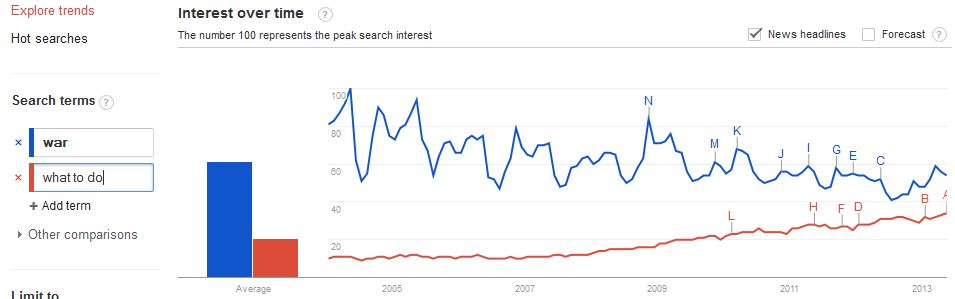 Explore trends
Hot searches
Search terms ?
× war
× what to do
+ Add term
Other comparisons
Limit to
Interest over time ?
The number 100 represents the peak search interest
News headlines
Forecast ?
100
80
60
40
20
N
M
K
J
I
G
E
C
L
H
F
D
B
A
Average
2005
2007
2009
2011
2013